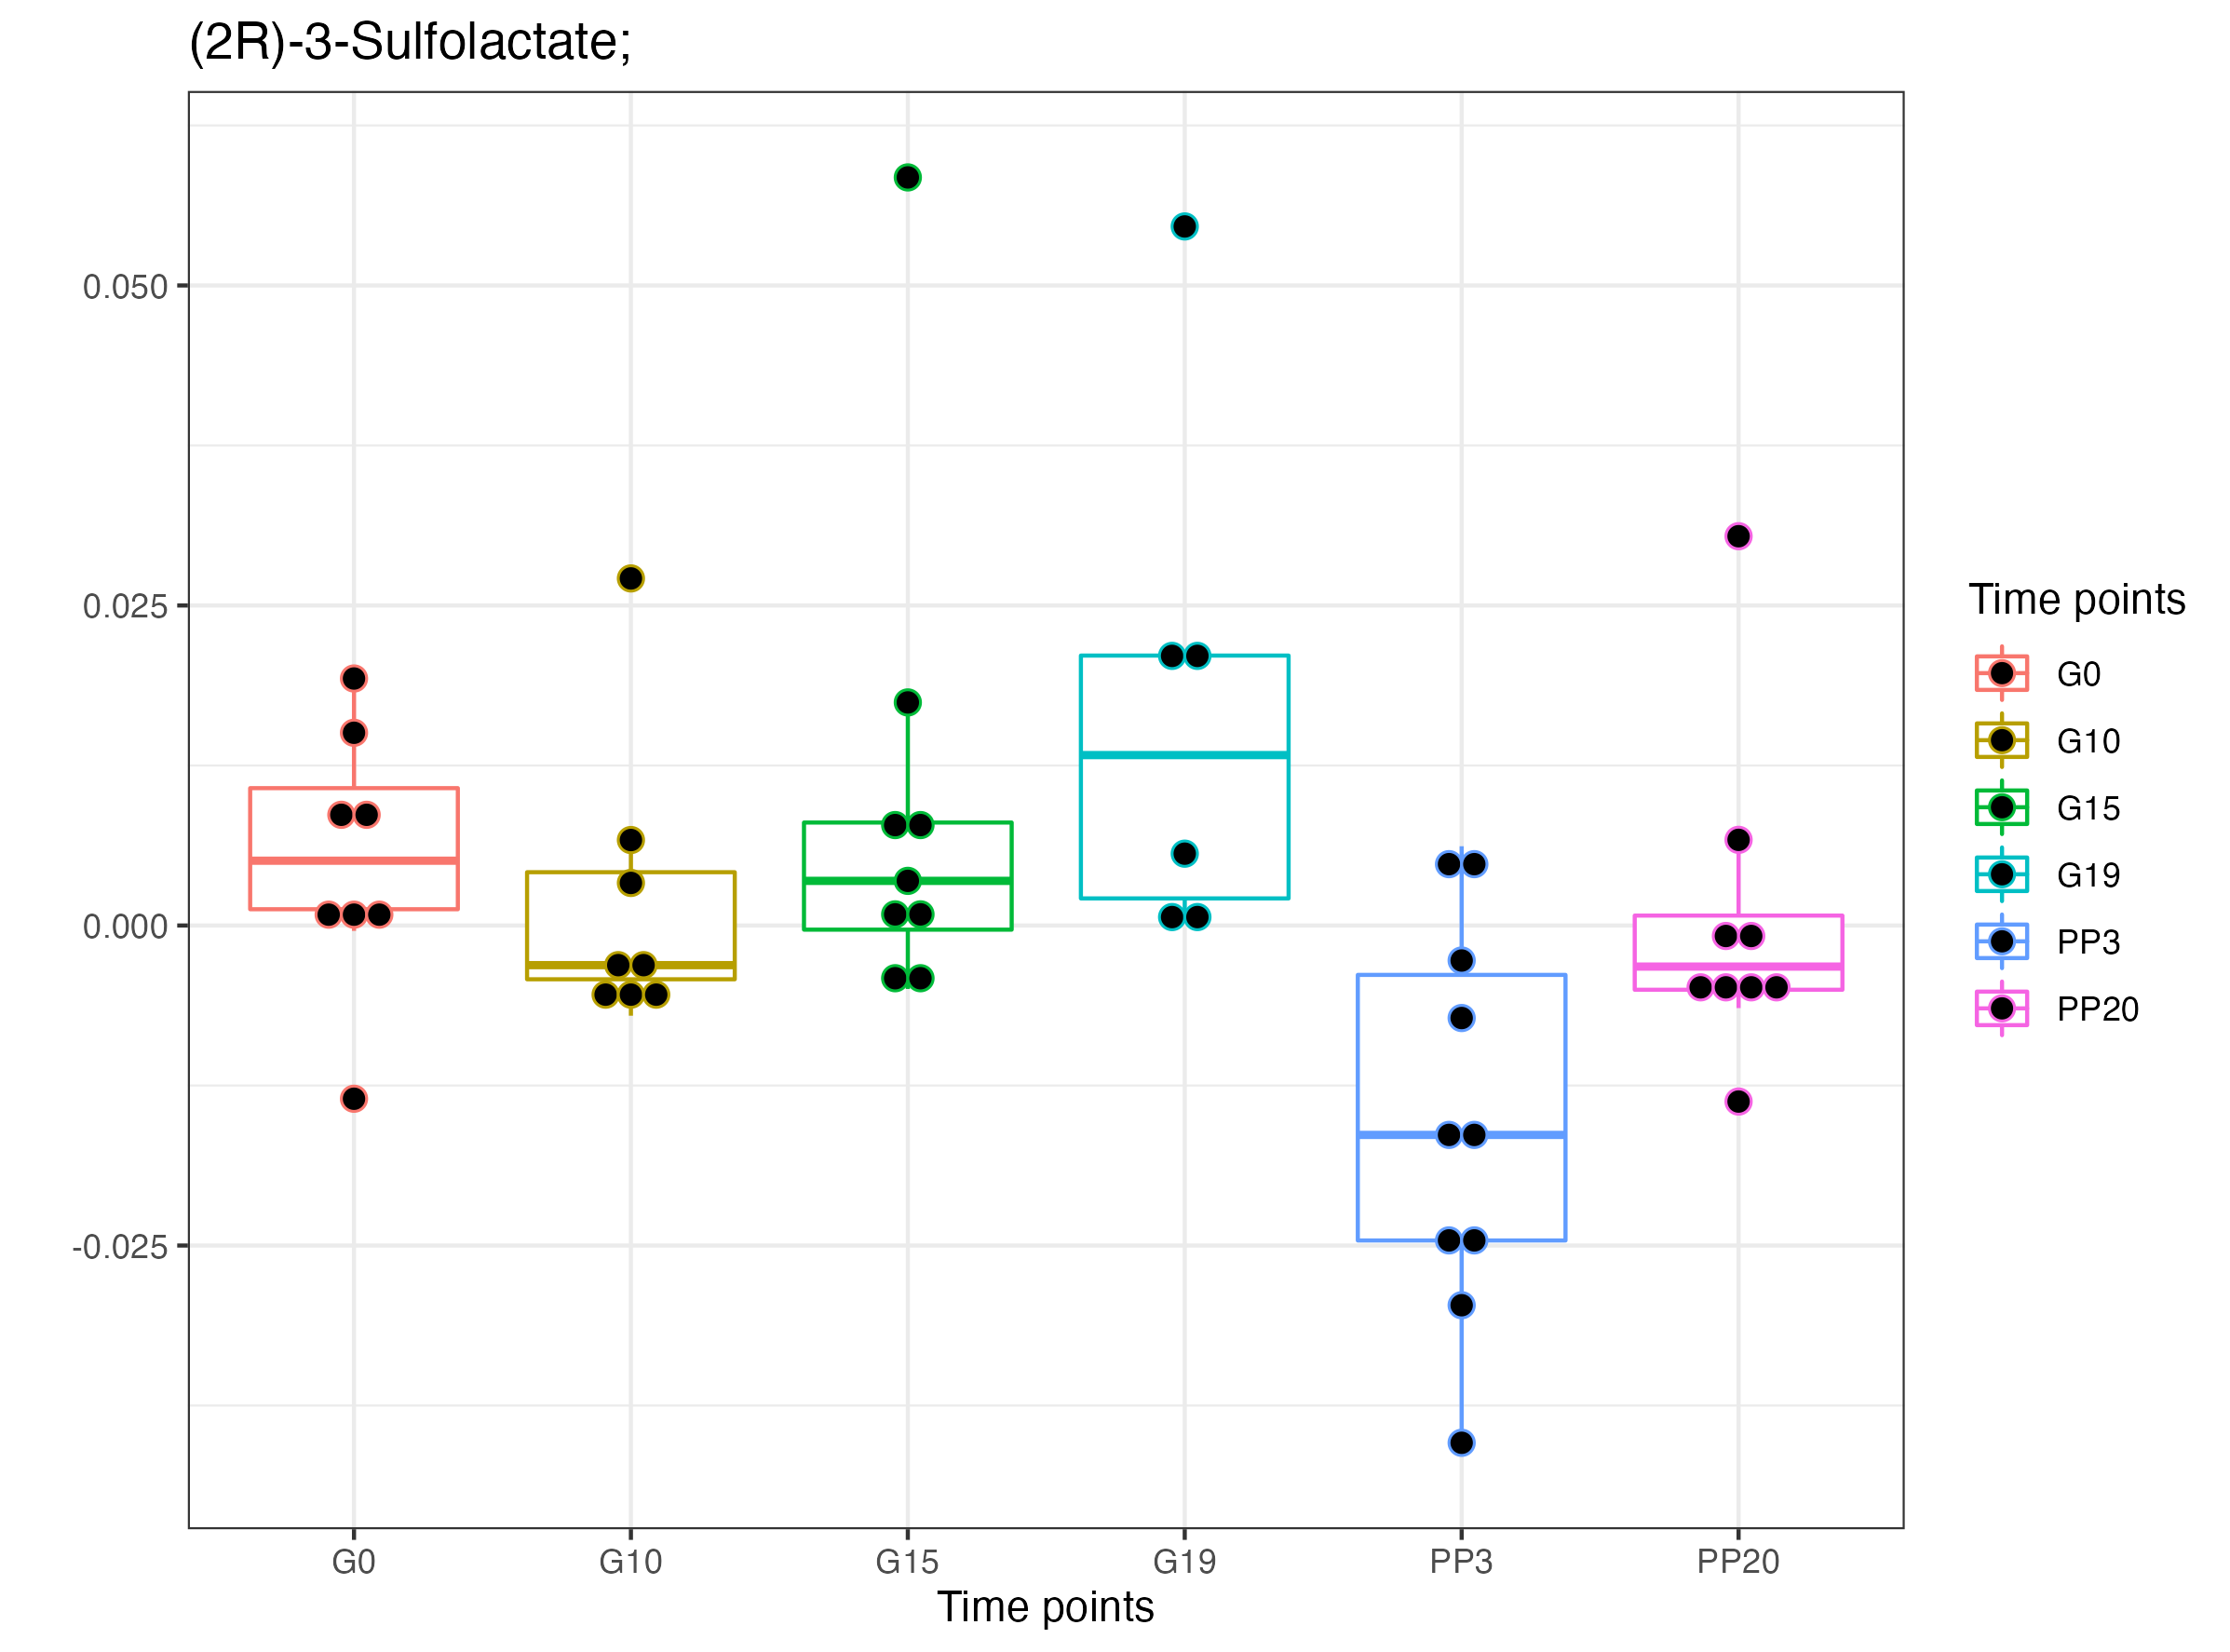 (2R)-3-Sulfolactate;
0.050
0.025
0.000
-0.025
G0 G10 G15 G19 PP3 PP20
Time points
Time points
G0
G10
G15
G19
PP3
PP20